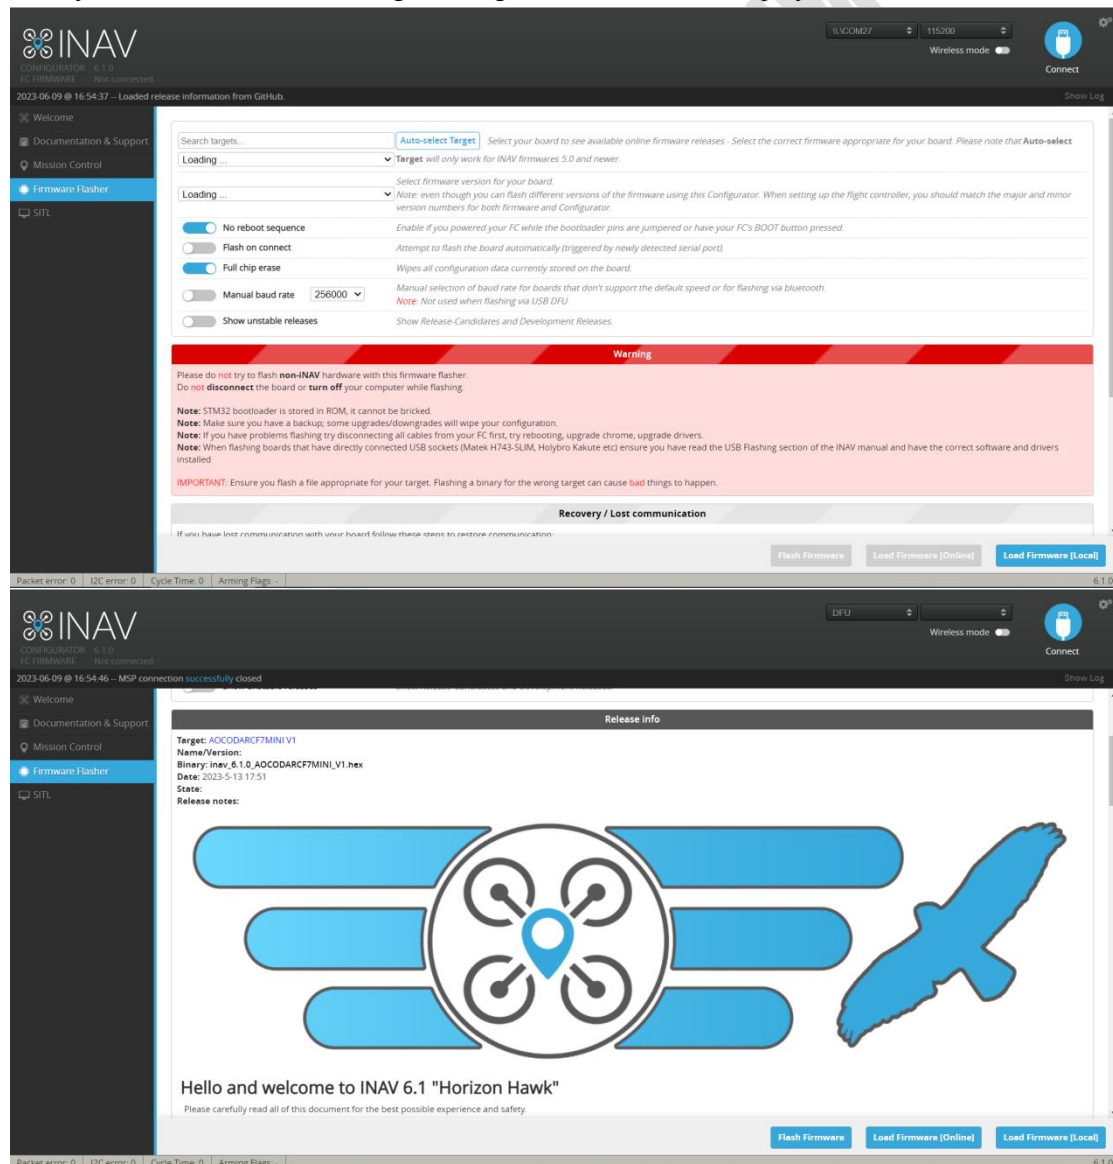 INAV
\\.\COM27
115200
Wireless mode
Connect
CONFIGURATOR 6.1.0
FC FIRMWARE Not connected
2023-06-09 @ 16:54:37 -- Loaded release information from GitHub.
Show Log
Welcome
Documentation & Support
Mission Control
Firmware Flasher
SITL
Search targets...
Auto-select Target
Select your board to see available online firmware releases - Select the correct firmware appropriate for your board. Please note that Auto-select
Loading ...
Target will only work for INAV firmwares 5.0 and newer.
Select firmware version for your board.
Loading ...
Note: even though you can flash different versions of the firmware using this Configurator. When setting up the flight controller, you should match the major and minor
version numbers for both firmware and Configurator.
No reboot sequence
Enable if you powered your FC while the bootloader pins are jumpered or have your FC's BOOT button pressed.
Flash on connect
Attempt to flash the board automatically (triggered by newly detected serial port).
Full chip erase
Wipes all configuration data currently stored on the board.
Manual baud rate 256000
Manual selection of baud rate for boards that don't support the default speed or for flashing via bluetooth.
Note: Not used when flashing via USB DFU
Show unstable releases
Show Release-Candidates and Development Releases.
Warning
Please do not try to flash non-iNAV hardware with this firmware flasher.
Do not disconnect the board or turn off your computer while flashing.
Note: STM32 bootloader is stored in ROM, it cannot be bricked.
Note: Make sure you have a backup; some upgrades/downgrades will wipe your configuration.
Note: If you have problems flashing try disconnecting all cables from your FC first, try rebooting, upgrade chrome, upgrade drivers.
Note: When flashing boards that have directly connected USB sockets (Matek H743-SLIM, Holybro Kakute etc) ensure you have read the USB Flashing section of the INAV manual and have the correct software and drivers
installed
IMPORTANT: Ensure you flash a file appropriate for your target. Flashing a binary for the wrong target can cause bad things to happen.
Recovery / Lost communication
If you have lost communication with your board follow these steps to restore communication:
Flash Firmware
Load Firmware [Online]
Load Firmware [Local]
Packet error: 0 I2C error: 0 Cycle Time: 0 Arming Flags: -
6.1.0
INAV
DFU
Wireless mode
Connect
CONFIGURATOR 6.1.0
FC FIRMWARE Not connected
2023-06-09 @ 16:54:46 -- MSP connection successfully closed
Show Log
Welcome
Documentation & Support
Mission Control
Firmware Flasher
SITL
Release info
Target: AOCODARCF7MINI V1
Name/Version:
Binary: inav_6.1.0_AOCODARCF7MINI_V1.hex
Date: 2023-5-13 17:51
State:
Release notes:
Hello and welcome to INAV 6.1 "Horizon Hawk"
Please carefully read all of this document for the best possible experience and safety.
Flash Firmware
Load Firmware [Online]
Load Firmware [Local]
Packet error: 0 I2C error: 0 Cycle Time: 0 Arming Flags: -
6.1.0